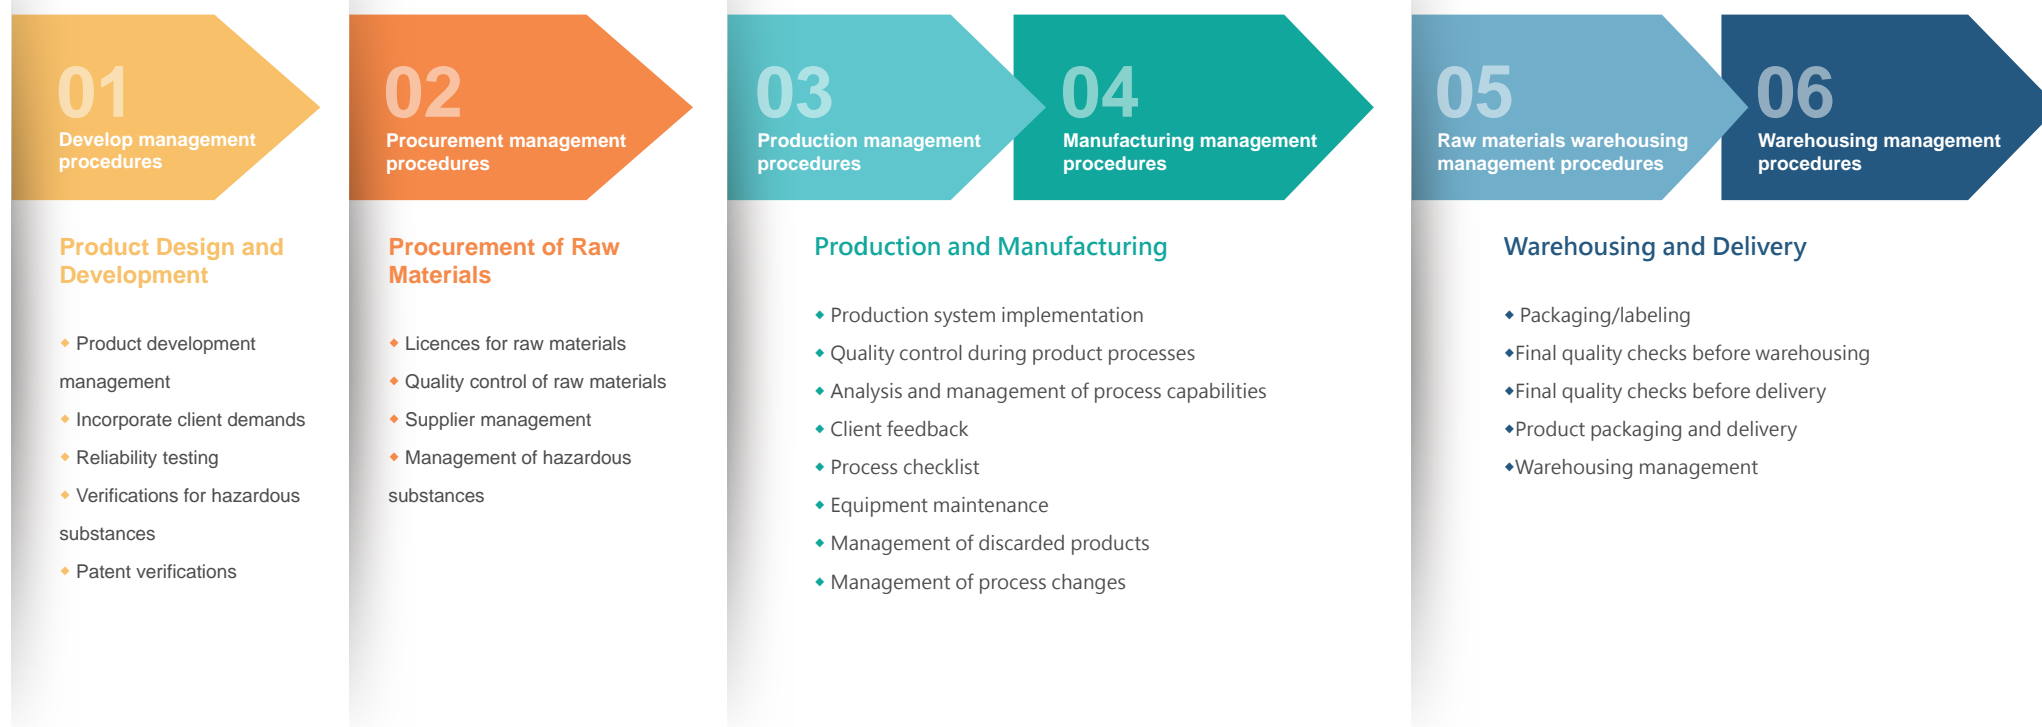 01
Develop management
procedures
Product Design and
Development
◆ Product development
management
◆ Incorporate client demands
◆ Reliability testing
◆ Verifications for hazardous
substances
◆ Patent verifications
02
Procurement management
procedures
Procurement of Raw
Materials
◆ Licences for raw materials
◆ Quality control of raw materials
◆ Supplier management
◆ Management of hazardous
substances
03
Production management
procedures
04
Manufacturing management
procedures
Production and Manufacturing
◆ Production system implementation
◆ Quality control during product processes
◆ Analysis and management of process capabilities
◆ Client feedback
◆ Process checklist
◆ Equipment maintenance
◆ Management of discarded products
◆ Management of process changes
05
Raw materials warehousing
management procedures
06
Warehousing management
procedures
Warehousing and Delivery
◆ Packaging/labeling
◆Final quality checks before warehousing
◆Final quality checks before delivery
◆Product packaging and delivery
◆Warehousing management